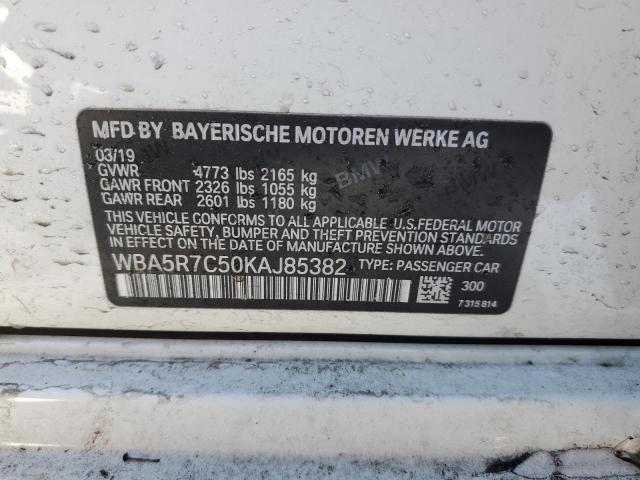 MFD BY BAYERISCHE MOTOREN WERKE AG
03/19
GVWR 4773 lbs 2165 kg
GAWR FRONT 2326 lbs 1055 kg
GAWR REAR 2601 lbs 1180 kg
THIS VEHICLE CONFORMS TO ALL APPLICABLE U.S.FEDERAL MOTOR
VEHICLE SAFETY, BUMPER AND THEFT PREVENTION STANDARDS
IN EFFECT ON THE DATE OF MANUFACTURE SHOWN ABOVE.
WBA5R7C50KAJ85382 TYPE: PASSENGER CAR
300
7315814
BMW